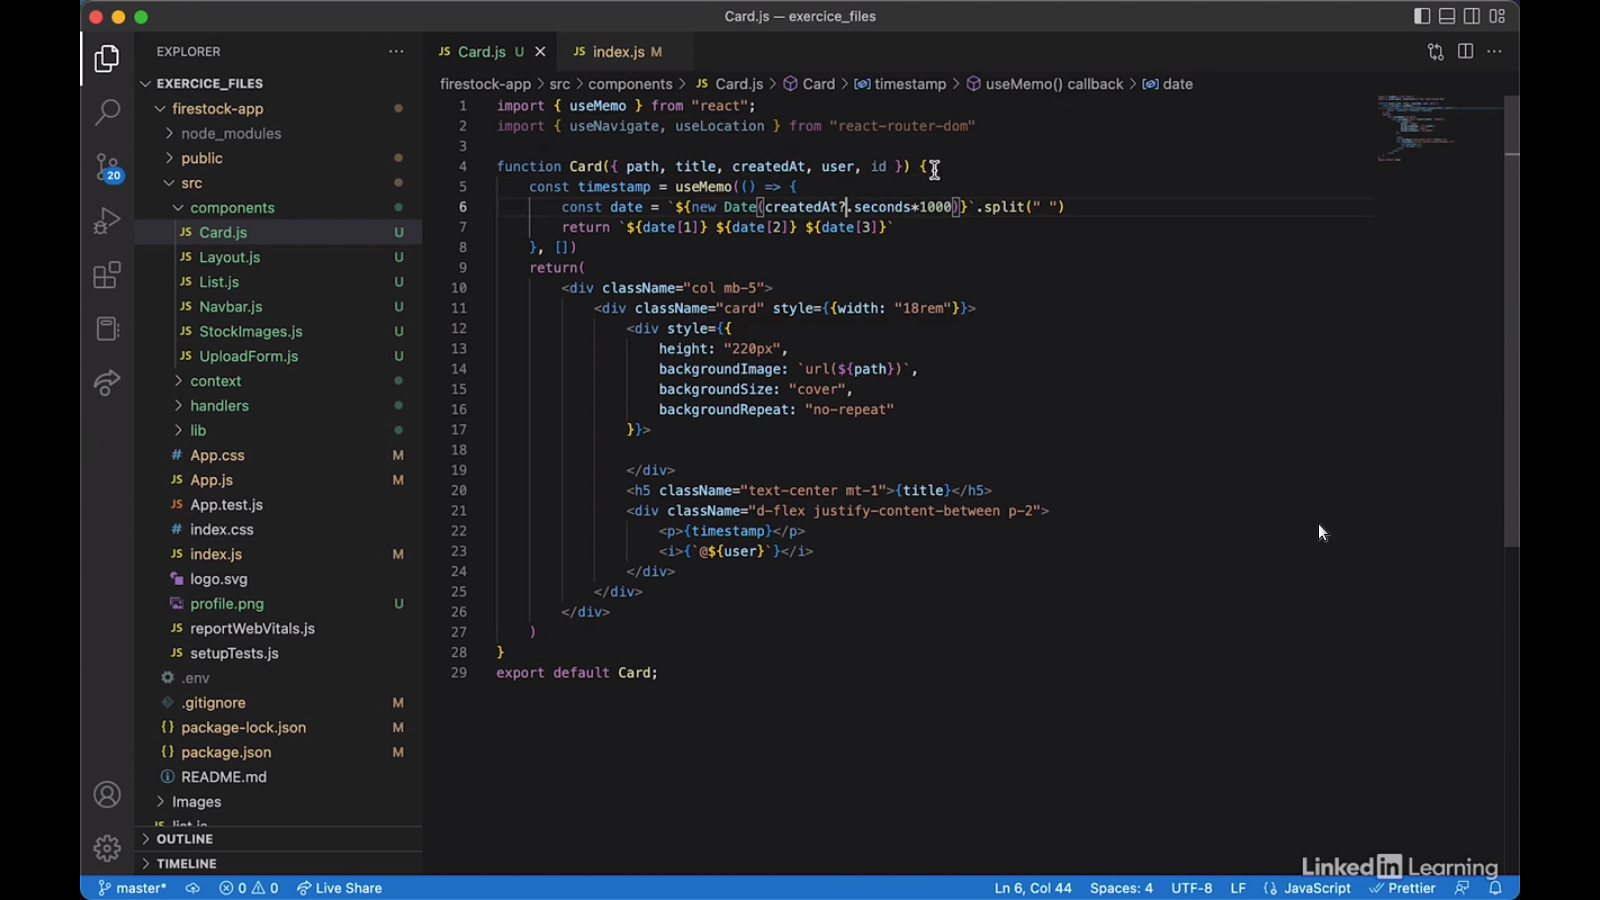 Card.js — exercice_files
EXPLORER
EXERCICE_FILES
firestock-app
node_modules
public
src
components
JS Card.js U
JS Layout.js U
JS List.js U
JS Navbar.js U
JS StockImages.js U
JS UploadForm.js U
context
handlers
lib
# App.css
JS App.js M
JS App.test.js
# index.css
JS index.js M
logo.svg
profile.png U
JS reportWebVitals.js
JS setupTests.js
.env
.gitignore M
{} package-lock.json M
{} package.json M
README.md
Images
OUTLINE
TIMELINE
20
JS Card.js U
JS index.js M
firestock-app > src > components > JS Card.js > Card > timestamp > useMemo() callback > date
1 import { useMemo } from "react";
2 import { useNavigate, useLocation } from "react-router-dom"
3
4 function Card({ path, title, createdAt, user, id }) {
5 const timestamp = useMemo(() => {
6 const date = `${new Date(createdAt?.seconds*1000)}`.split(" ")
7 return `${date[1]} ${date[2]} ${date[3]}`
8 }, [])
9 return(
10 <div className="col mb-5">
11 <div className="card" style={{width: "18rem"}}>
12 <div style={{
13 height: "220px",
14 backgroundImage: `url(${path})`,
15 backgroundSize: "cover",
16 backgroundRepeat: "no-repeat"
17 }}>
18
19 </div>
20 <h5 className="text-center mt-1">{title}</h5>
21 <div className="d-flex justify-content-between p-2">
22 <p>{timestamp}</p>
23 <i>{`@${user}`}</i>
24 </div>
25 </div>
26 </div>
27 )
28 }
29 export default Card;
LinkedIn Learning
master* 0 0 Live Share
Ln 6, Col 44 Spaces: 4 UTF-8 LF {} JavaScript Prettier